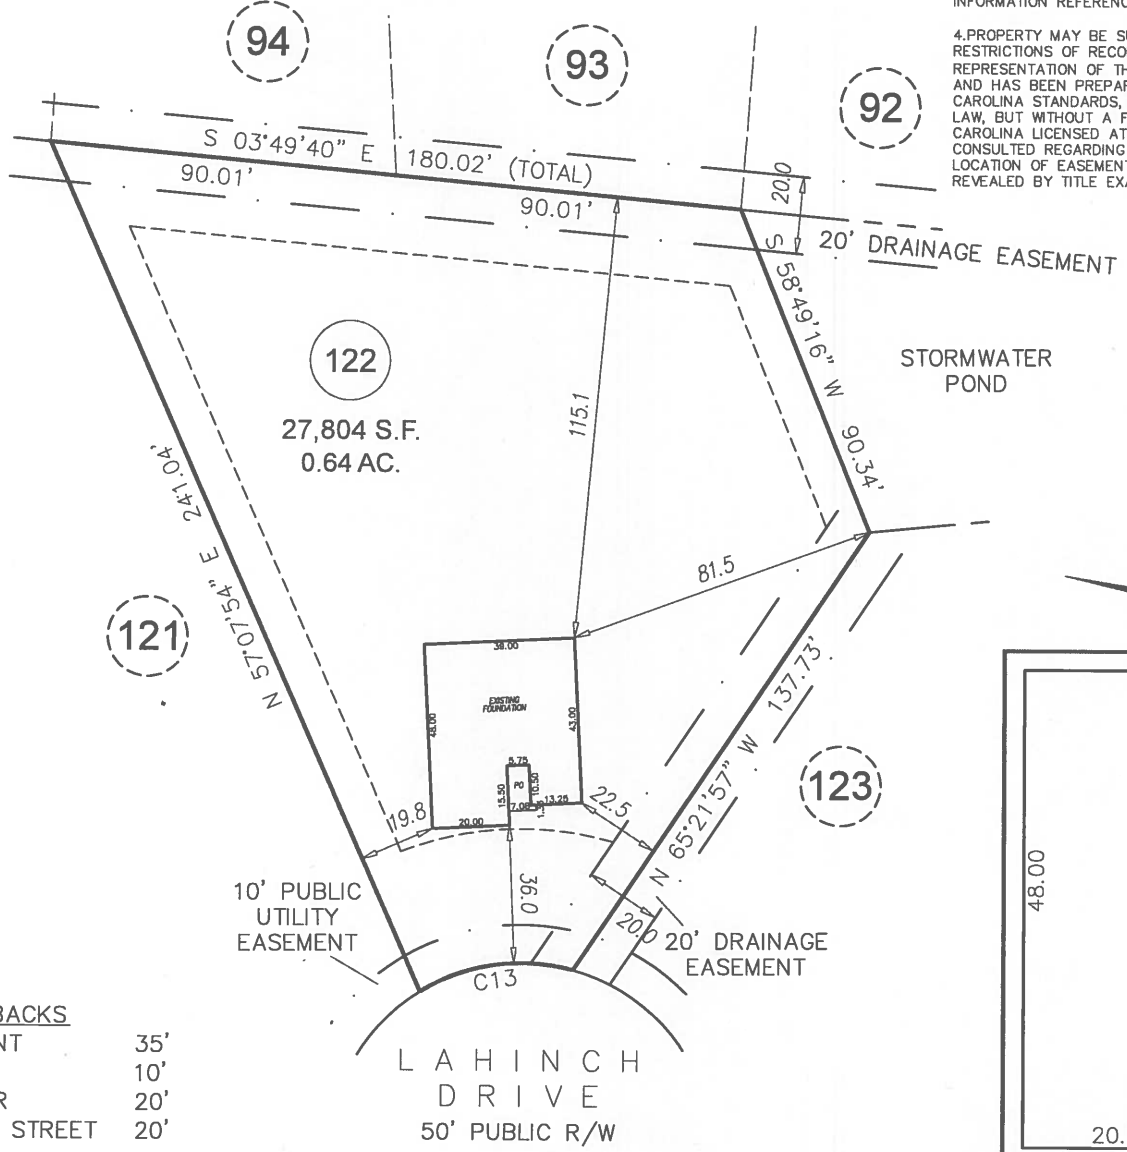 INFORMATION REFERENC
4.PROPERTY MAY BE SU
RESTRICTIONS OF RECO
REPRESENTATION OF TH
AND HAS BEEN PREPAR
CAROLINA STANDARDS,
LAW, BUT WITHOUT A F
CAROLINA LICENSED AT
CONSULTED REGARDING
LOCATION OF EASEMENT
REVEALED BY TITLE EXA
94
93
92
S 03°49'40" E 180.02' (TOTAL)
90.01'
90.01'
20.0
20' DRAINAGE EASEMENT
S 58°49'16" W 90.34'
STORMWATER
POND
122
27,804 S.F.
0.64 AC.
115.1
N 57°07'54" E 241.04'
81.5
121
38.00
EXISTING
FOUNDATION
48.00
43.00
5.75
PO
15.50
10.50
7.00
13.25
20.00
19.8
22.5
N 65°21'57" W 137.73'
123
36.0
20.0
10' PUBLIC
UTILITY
EASEMENT
20' DRAINAGE
EASEMENT
C13
LAHINCH
DRIVE
50' PUBLIC R/W
BACKS
NT 35'
10'
R 20'
STREET 20'
48.00
20.